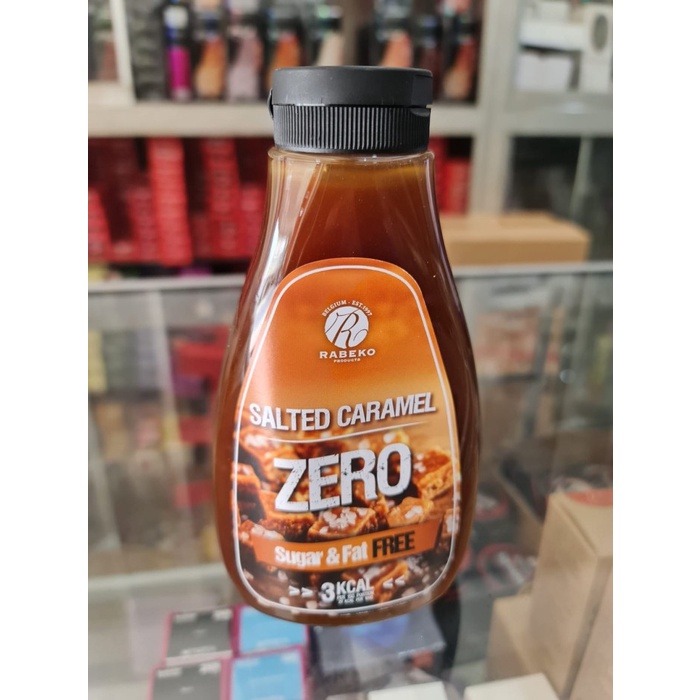 BELGIUM - EST. 1997
R
RABEKO
PRODUCTS
SALTED CARAMEL
ZERO
Sugar & Fat FREE
>> 3 KCAL <<